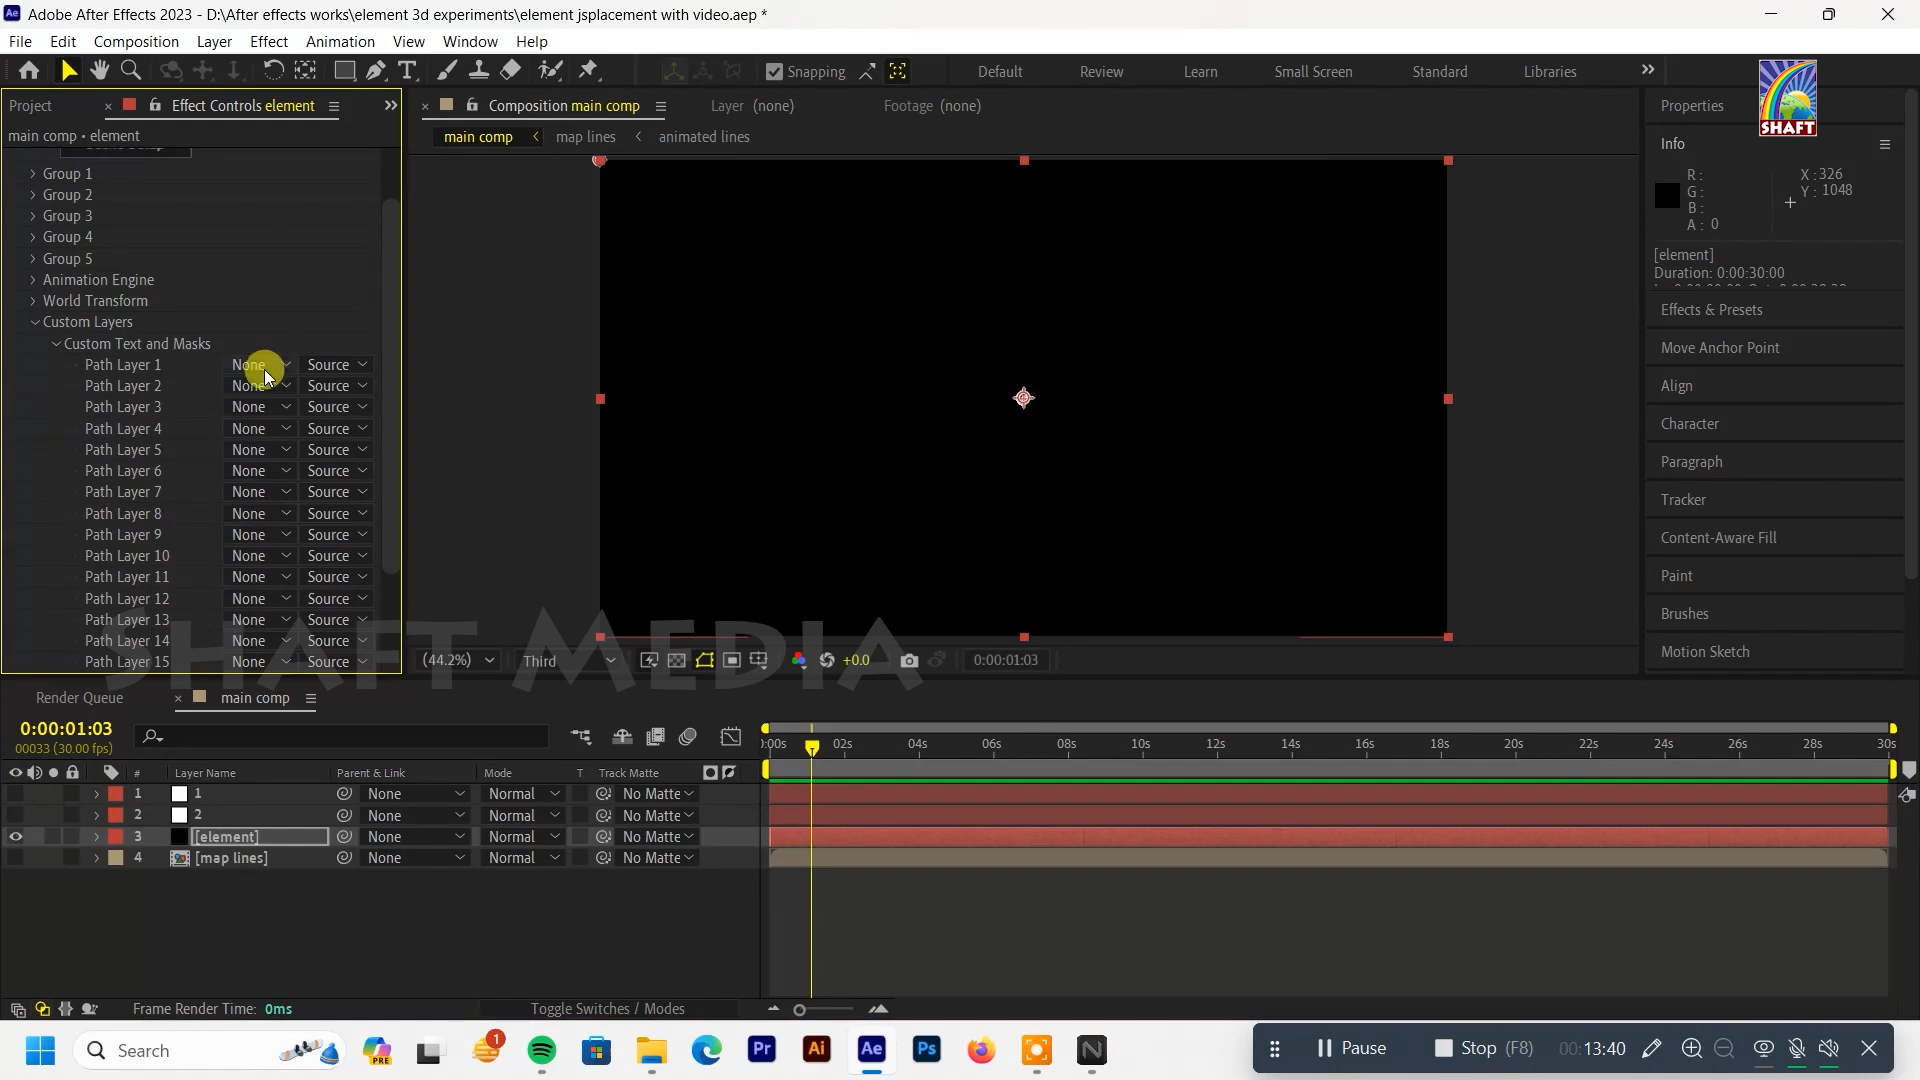 Adobe After Effects 2023 - D:\After effects works\element 3d experiments\element jsplacement with video.aep *
File Edit Composition Layer Effect Animation View Window Help
Snapping
Default Review Learn Small Screen Standard Libraries
SHAFT
Project Effect Controls element
Composition main comp Layer (none) Footage (none)
Properties
main comp • element
main comp map lines animated lines
Info
R:
G:
B:
A: 0
X: 326
Y: 1048
[element]
Duration: 0:00:30:00
Group 1
Group 2
Group 3
Group 4
Group 5
Animation Engine
World Transform
Custom Layers
Custom Text and Masks
Path Layer 1 None Source
Path Layer 2 None Source
Path Layer 3 None Source
Path Layer 4 None Source
Path Layer 5 None Source
Path Layer 6 None Source
Path Layer 7 None Source
Path Layer 8 None Source
Path Layer 9 None Source
Path Layer 10 None Source
Path Layer 11 None Source
Path Layer 12 None Source
Path Layer 13 None Source
Path Layer 14 None Source
Path Layer 15 None Source
SHAFT MEDIA
Effects & Presets
Move Anchor Point
Align
Character
Paragraph
Tracker
Content-Aware Fill
Paint
Brushes
Motion Sketch
(44.2%) Third +0.0 0:00:01:03
Render Queue main comp
0:00:01:03
00033 (30.00 fps)
):00s 02s 04s 06s 08s 10s 12s 14s 16s 18s 20s 22s 24s 26s 28s 30s
# Layer Name Parent & Link Mode T Track Matte
1 1 None Normal No Matte
2 2 None Normal No Matte
3 [element] None Normal No Matte
4 [map lines] None Normal No Matte
Frame Render Time: 0ms Toggle Switches / Modes
Search PRE 1 Pr Ai Ae Ps N
Pause Stop (F8) 00:13:40